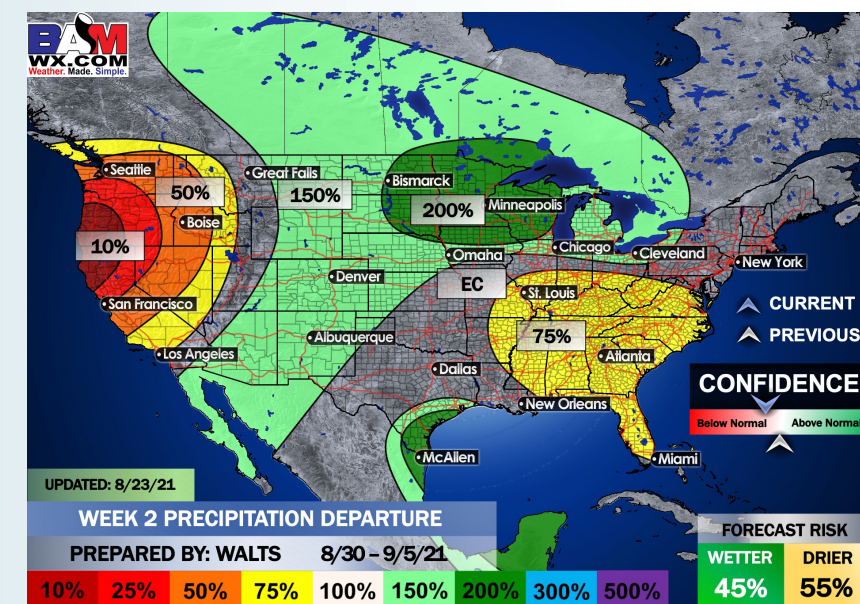 BAM
WX.COM
Weather. Made. Simple.
Seattle
Great Falls
50%
150%
Bismarck
Minneapolis
200%
Boise
10%
Omaha
Chicago
Cleveland
New York
Denver
EC
St. Louis
San Francisco
CURRENT
PREVIOUS
75%
Albuquerque
Los Angeles
Atlanta
Dallas
CONFIDENCE
New Orleans
Below Normal
Above Norma
McAllen
Miami
UPDATED: 8/23/21
WEEK 2 PRECIPITATION DEPARTURE
PREPARED BY: WALTS 8/30 – 9/5/21
10% 25% 50% 75% 100% 150% 200% 300% 500%
FORECAST RISK
WETTER DRIER
45% 55%